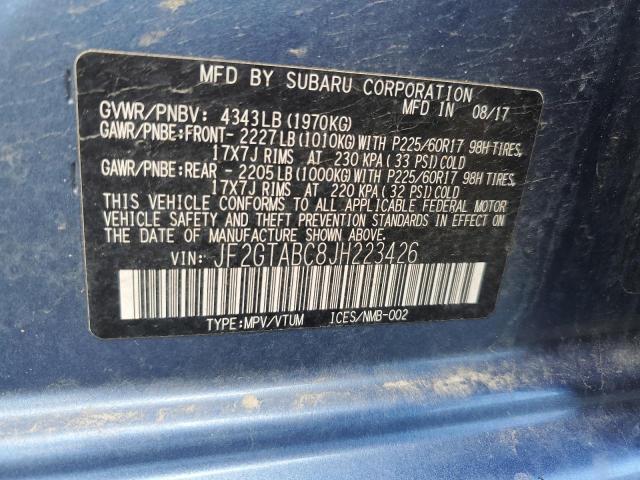 MFD BY SUBARU CORPORATION
MFD IN 08/17
GVWR/PNBV: 4343LB (1970KG)
GAWR/PNBE:FRONT- 2227LB (1010KG) WITH P225/60R17 98H TIRES,
17X7J RIMS AT 230 KPA (33 PSI) COLD
GAWR/PNBE:REAR - 2205LB (1000KG) WITH P225/60R17 98H TIRES,
17X7J RIMS AT 220 KPA (32 PSI) COLD
THIS VEHICLE CONFORMS TO ALL APPLICABLE FEDERAL MOTOR
VEHICLE SAFETY AND THEFT PREVENTION STANDARDS IN EFFECT ON
THE DATE OF MANUFACTURE SHOWN ABOVE.
VIN: JF2GTABC8JH223426
TYPE:MPV/VTUM ICES/NMB-002